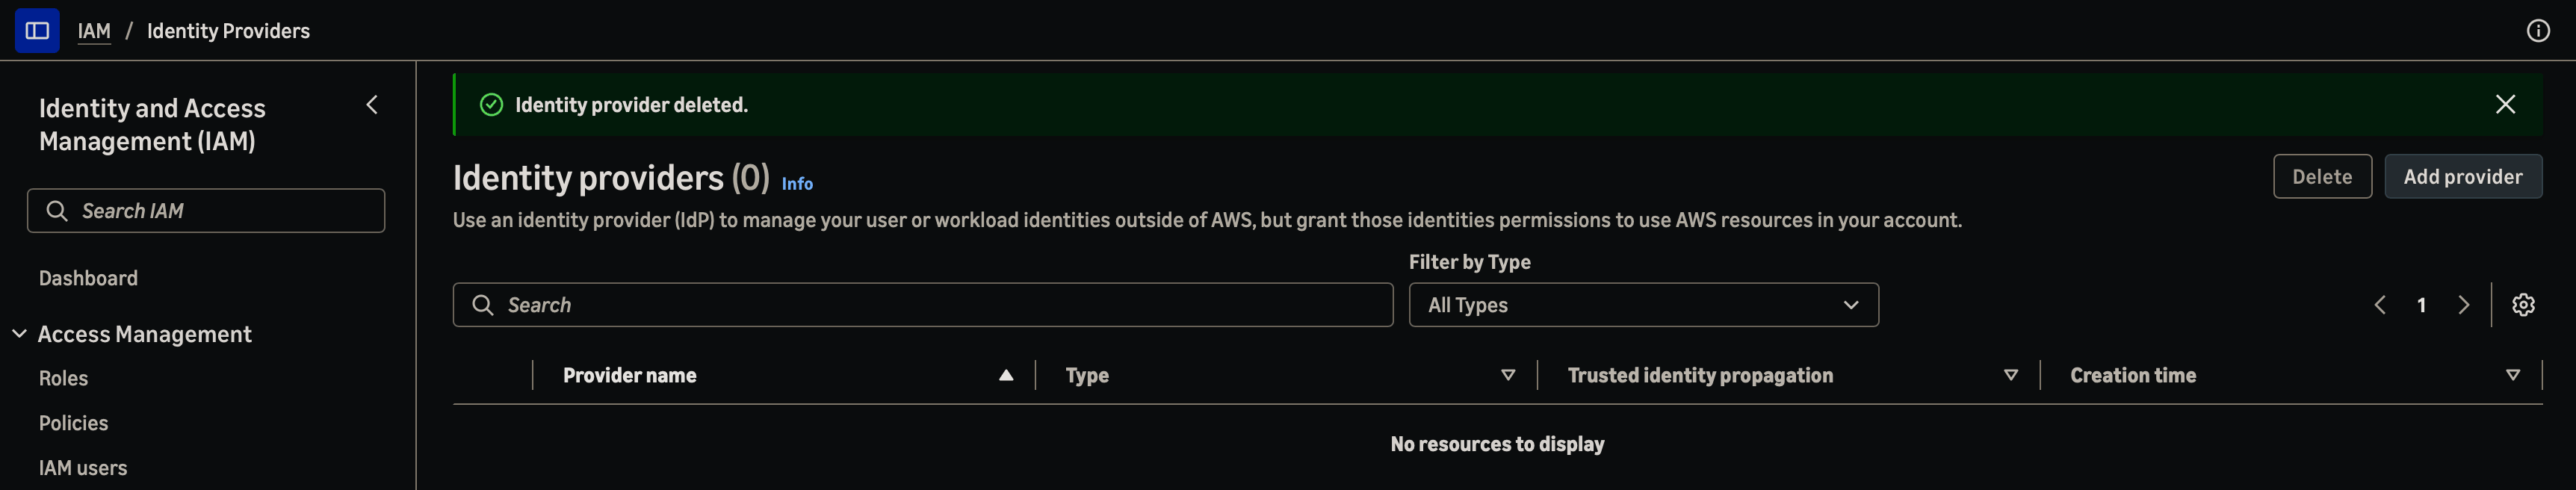 IAM / Identity Providers
Identity and Access
Management (IAM)
Search IAM
Dashboard
Access Management
Roles
Policies
IAM users
Identity provider deleted.
Identity providers (0) Info
Delete
Add provider
Use an identity provider (IdP) to manage your user or workload identities outside of AWS, but grant those identities permissions to use AWS resources in your account.
Filter by Type
Search
All Types
1
Provider name
Type
Trusted identity propagation
Creation time
No resources to display